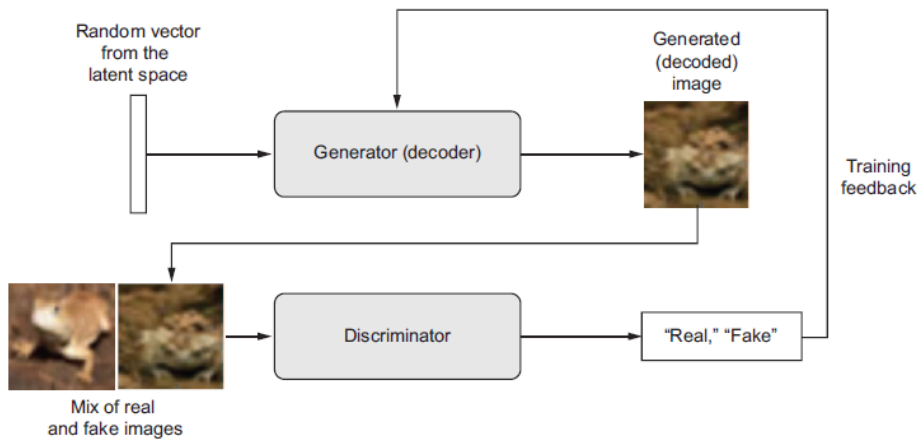 Random vector
from the
latent space
Generator (decoder)
Generated
(decoded)
image
Training
feedback
Discriminator
“Real,” “Fake”
Mix of real
and fake images